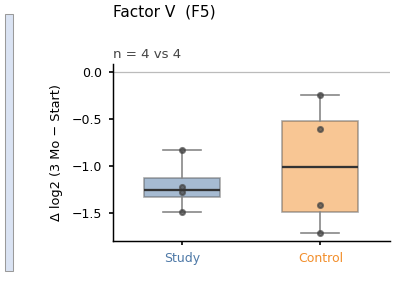 Factor V (F5)
n = 4 vs 4
Δ log2 (3 Mo − Start)
0.0
−0.5
−1.0
−1.5
Study
Control